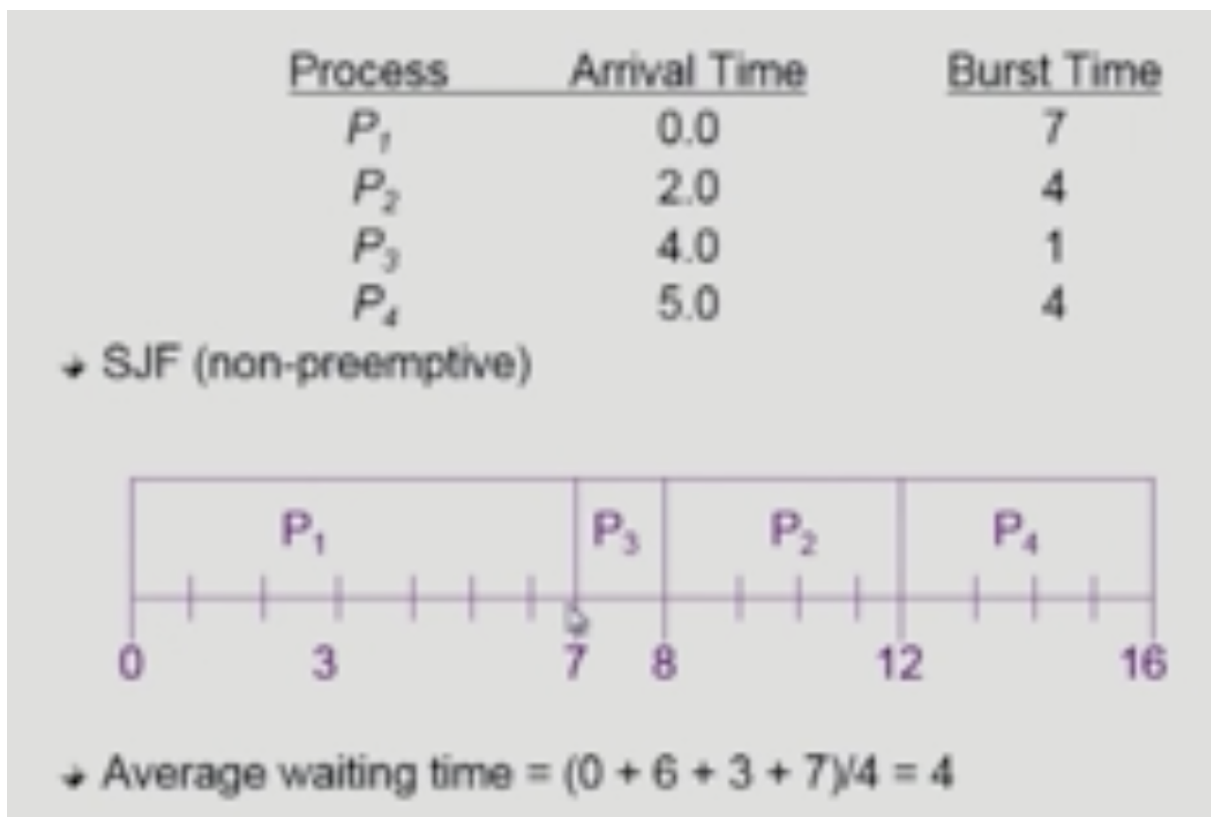 Process Arrival Time Burst Time
P₁ 0.0 7
P₂ 2.0 4
P₃ 4.0 1
P₄ 5.0 4
SJF (non-preemptive)
P₁ P₃ P₂ P₄
0 3 7 8 12 16
Average waiting time = (0 + 6 + 3 + 7)/4 = 4